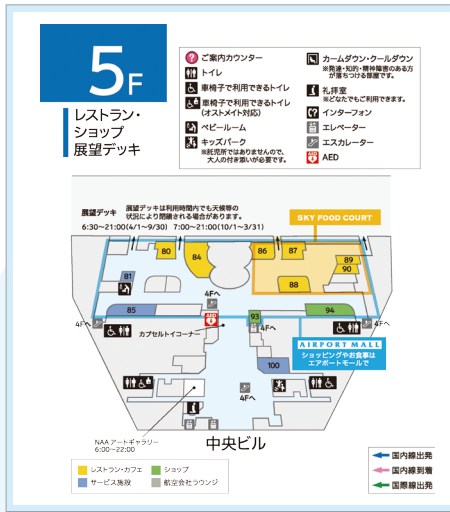 5F
レストラン・
ショップ
展望デッキ
ご案内カウンター
トイレ
車椅子で利用できるトイレ
車椅子で利用できるトイレ
(オストメイト対応)
ベビールーム
キッズパーク
※託児所ではありませんので、
大人の付き添いが必要です。
カームダウン・クールダウン
※発達・知的・精神障害のある方
が落ちつける部屋です。
礼拝室
※どなたでもご利用できます。
インターフォン
エレベーター
エスカレーター
AED
展望デッキ 展望デッキは利用時間内でも天候等の
状況により閉鎖される場合があります。
6:30～21:00(4/1～9/30) 7:00～21:00(10/1～3/31)
SKY FOOD COURT
80
84
86
87
89
90
81
88
4Fへ
85
93
94
4Fへ
AED
4Fへ
4Fへ
カプセルトイコーナー
AIRPORT MALL
ショッピングやお食事は
エアポートモールで
100
4Fへ
NAAアートギャラリー
6:00～22:00
中央ビル
レストラン・カフェ
ショップ
サービス施設
航空会社ラウンジ
国内線出発
国内線到着
国際線出発